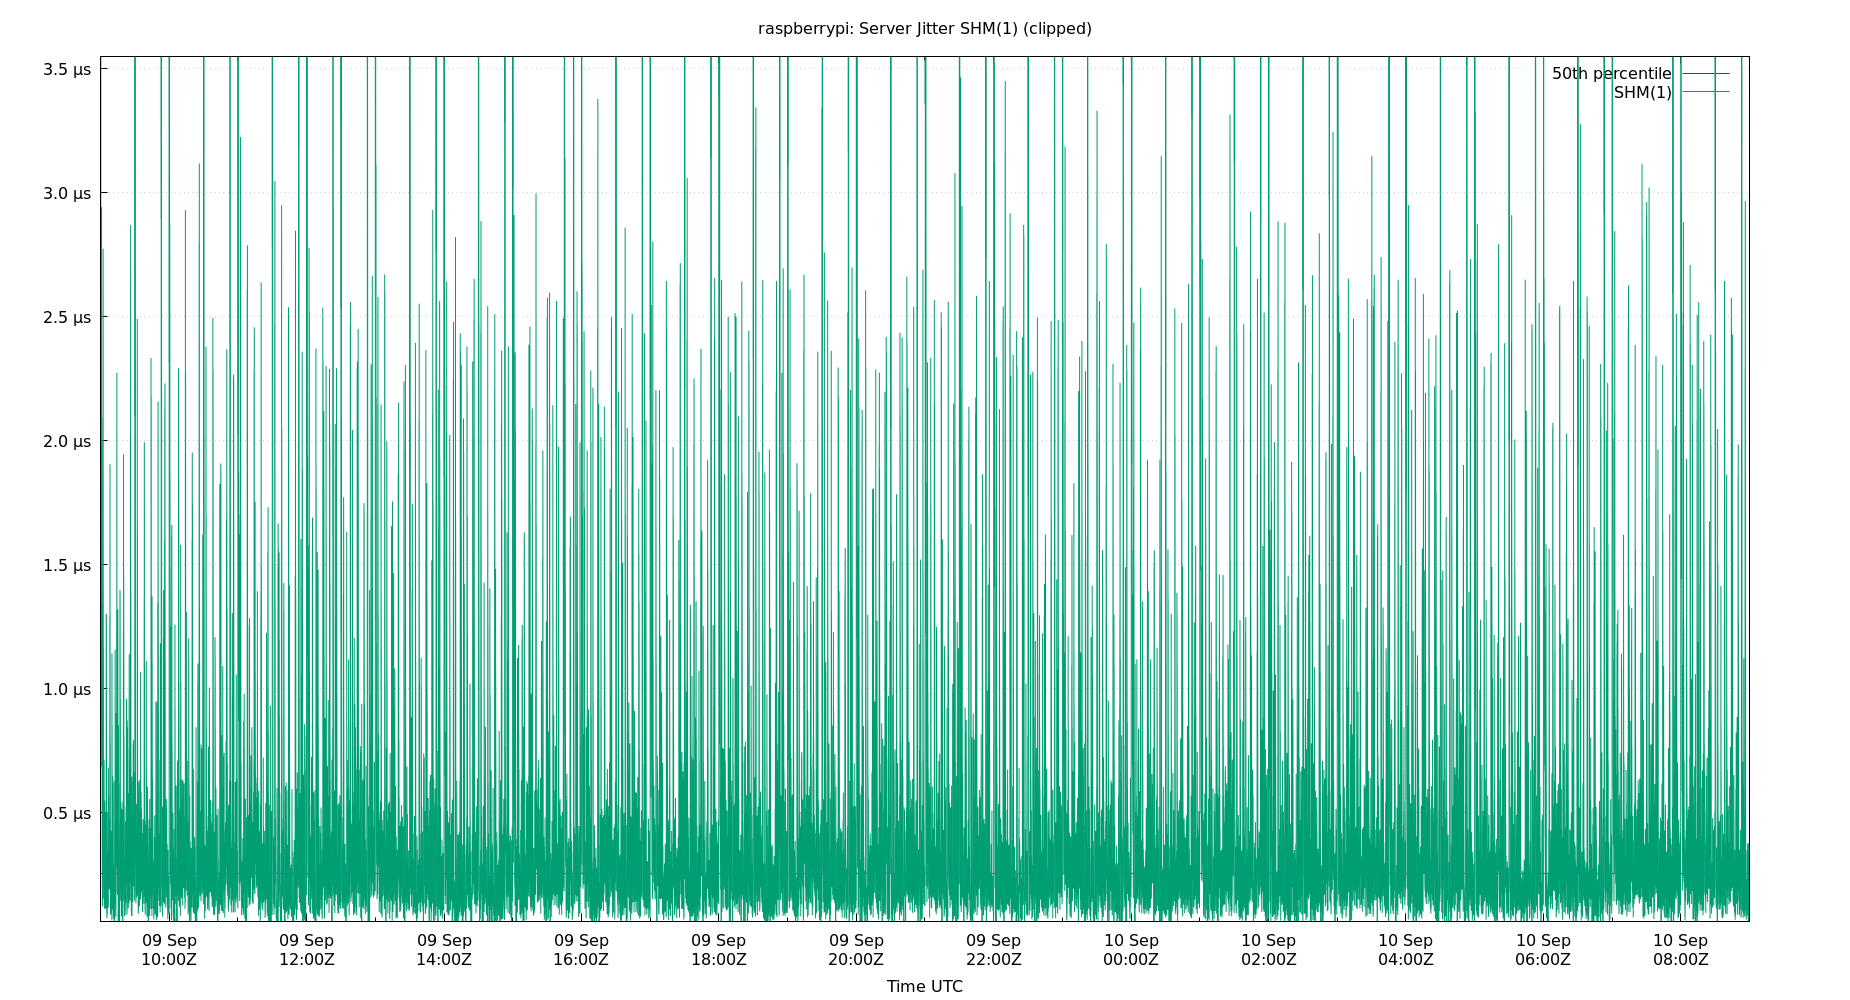 raspberrypi: Server Jitter SHM(1) (clipped)
3.5 µs
3.0 µs
2.5 µs
2.0 µs
1.5 µs
1.0 µs
0.5 µs
50th percentile
SHM(1)
09 Sep 09 Sep 09 Sep 09 Sep 09 Sep 09 Sep 09 Sep 10 Sep 10 Sep 10 Sep 10 Sep 10 Sep
10:00Z 12:00Z 14:00Z 16:00Z 18:00Z 20:00Z 22:00Z 00:00Z 02:00Z 04:00Z 06:00Z 08:00Z
Time UTC